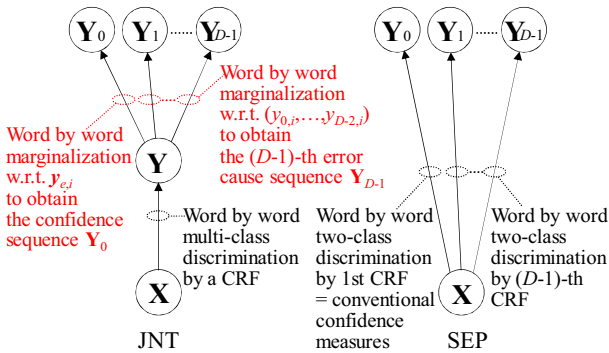 Y0 Y1 ...... YD-1
Word by word
marginalization
w.r.t. (y0,i,...,yD-2,i)
to obtain
the (D-1)-th error
cause sequence YD-1
Word by word
marginalization
w.r.t. ye,i
to obtain
the confidence
sequence Y0
Y
Word by word
multi-class
discrimination
by a CRF
X
JNT
Y0 Y1 ...... YD-1
Word by word
two-class
discrimination
by 1st CRF
= conventional
confidence
measures
Word by word
two-class
discrimination
by (D-1)-th
CRF
X
SEP